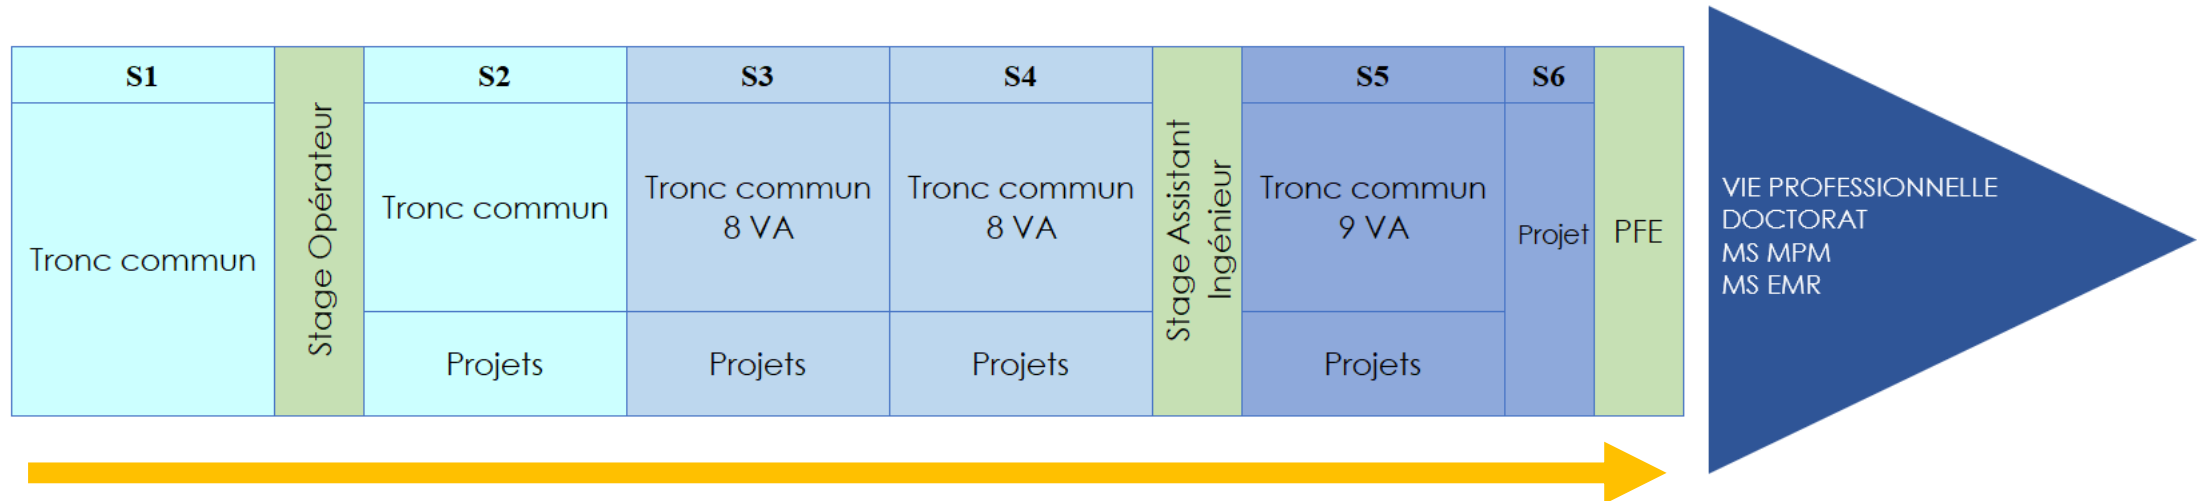 S1
Tronc commun
Stage Opérateur
S2
Tronc commun
Projets
S3
Tronc commun
8 VA
Projets
S4
Tronc commun
8 VA
Projets
Stage Assistant
Ingénieur
S5
Tronc commun
9 VA
Projets
S6
Projet
PFE
VIE PROFESSIONNELLE
DOCTORAT
MS MPM
MS EMR